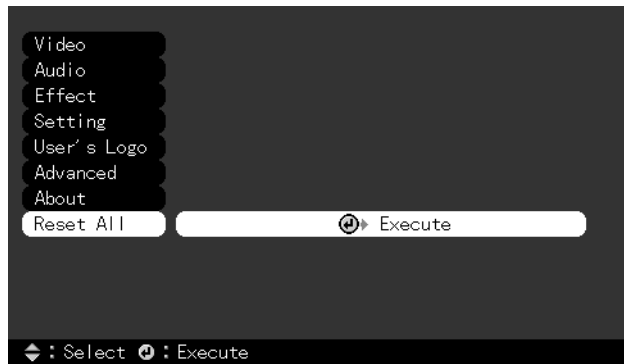 Video
Audio
Effect
Setting
User's Logo
Advanced
About
Reset All Execute
: Select : Execute